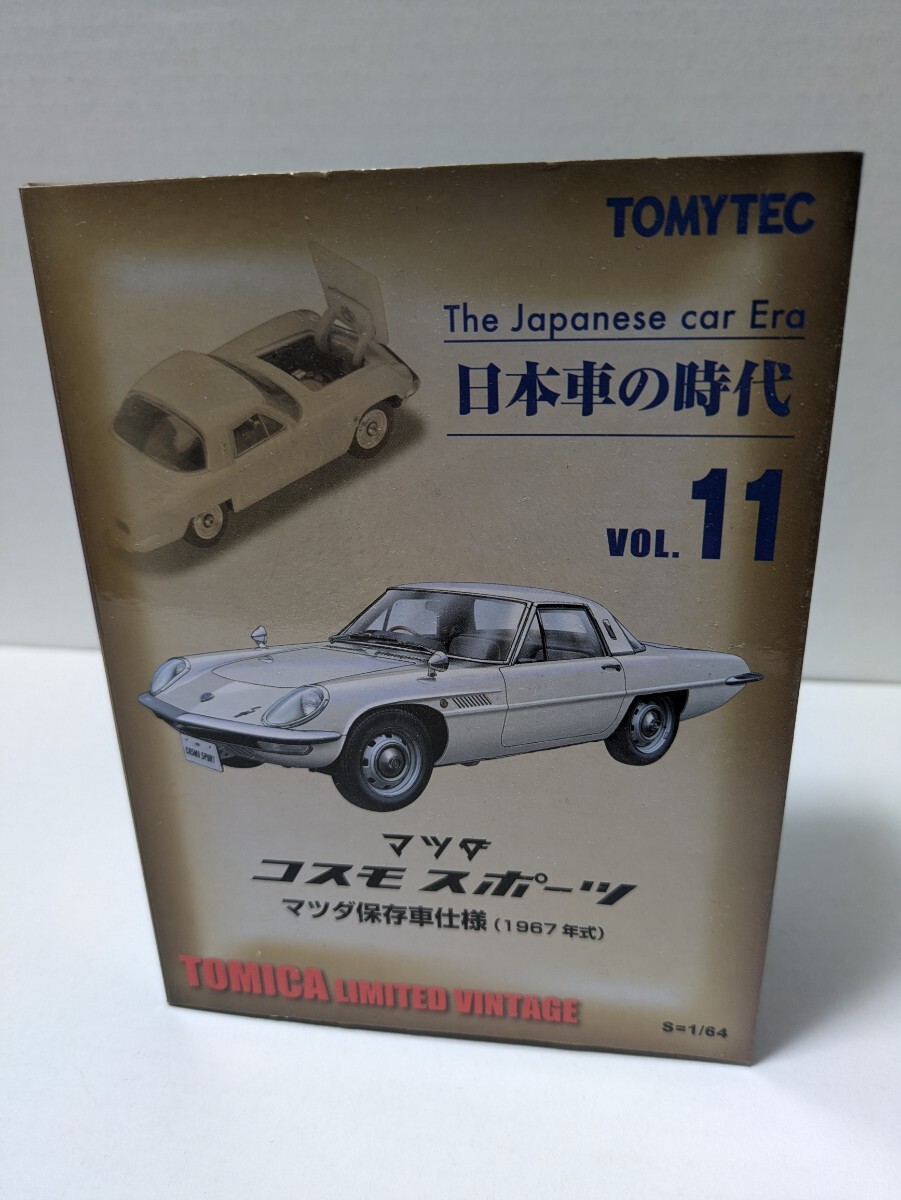 TOMYTEC
The Japanese car Era
日本車の時代
VOL. 11
COSMO SPORT
マツダ
コスモ スポーツ
マツダ保存車仕様 (1967年式)
TOMICA LIMITED VINTAGE
S=1/64